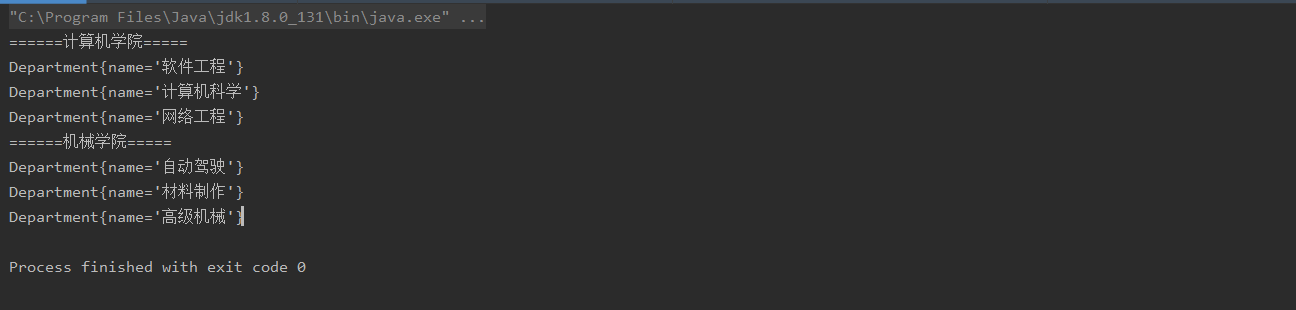 "C:\Program Files\Java\jdk1.8.0_131\bin\java.exe" ...
======计算机学院=====
Department{name='软件工程'}
Department{name='计算机科学'}
Department{name='网络工程'}
======机械学院=====
Department{name='自动驾驶'}
Department{name='材料制作'}
Department{name='高级机械'}
Process finished with exit code 0